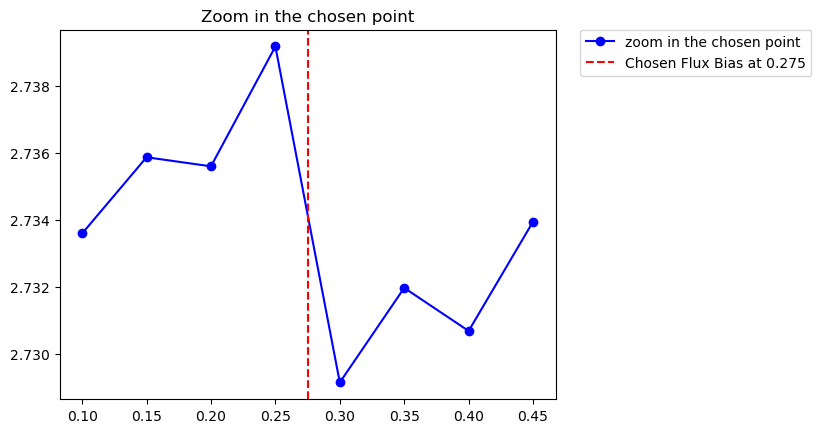 Zoom in the chosen point
zoom in the chosen point
Chosen Flux Bias at 0.275
2.738
2.736
2.734
2.732
2.730
0.10 0.15 0.20 0.25 0.30 0.35 0.40 0.45